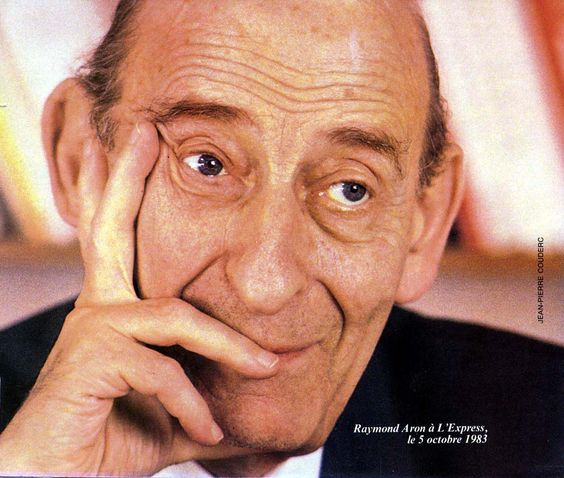 JEAN-PIERRE COUDERC
Raymond Aron à L'Express,
le 5 octobre 1983